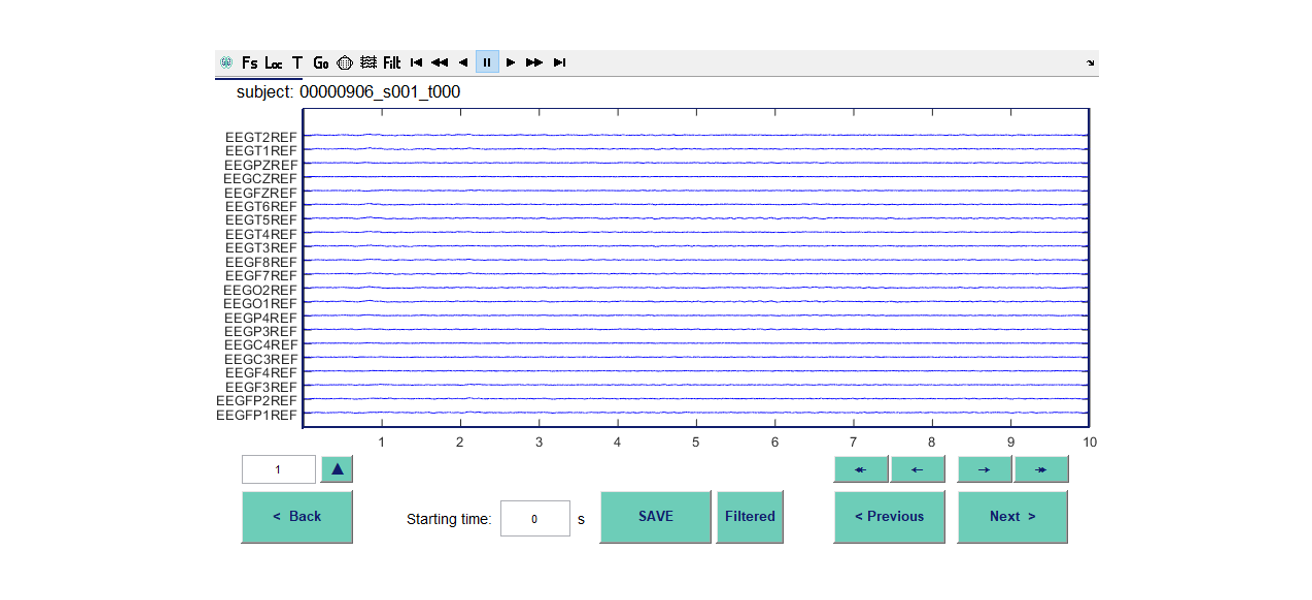 Fs Loc T Go Filt
subject: 00000906_s001_t000
EEGT2REF
EEGT1REF
EEGPZREF
EEGCZREF
EEGFZREF
EEGT6REF
EEGT5REF
EEGT4REF
EEGT3REF
EEGF8REF
EEGF7REF
EEGO2REF
EEGO1REF
EEGP4REF
EEGP3REF
EEGC4REF
EEGC3REF
EEGF4REF
EEGF3REF
EEGFP2REF
EEGFP1REF
1 2 3 4 5 6 7 8 9 10
1
< Back
Starting time: 0 s
SAVE
Filtered
< Previous
Next >